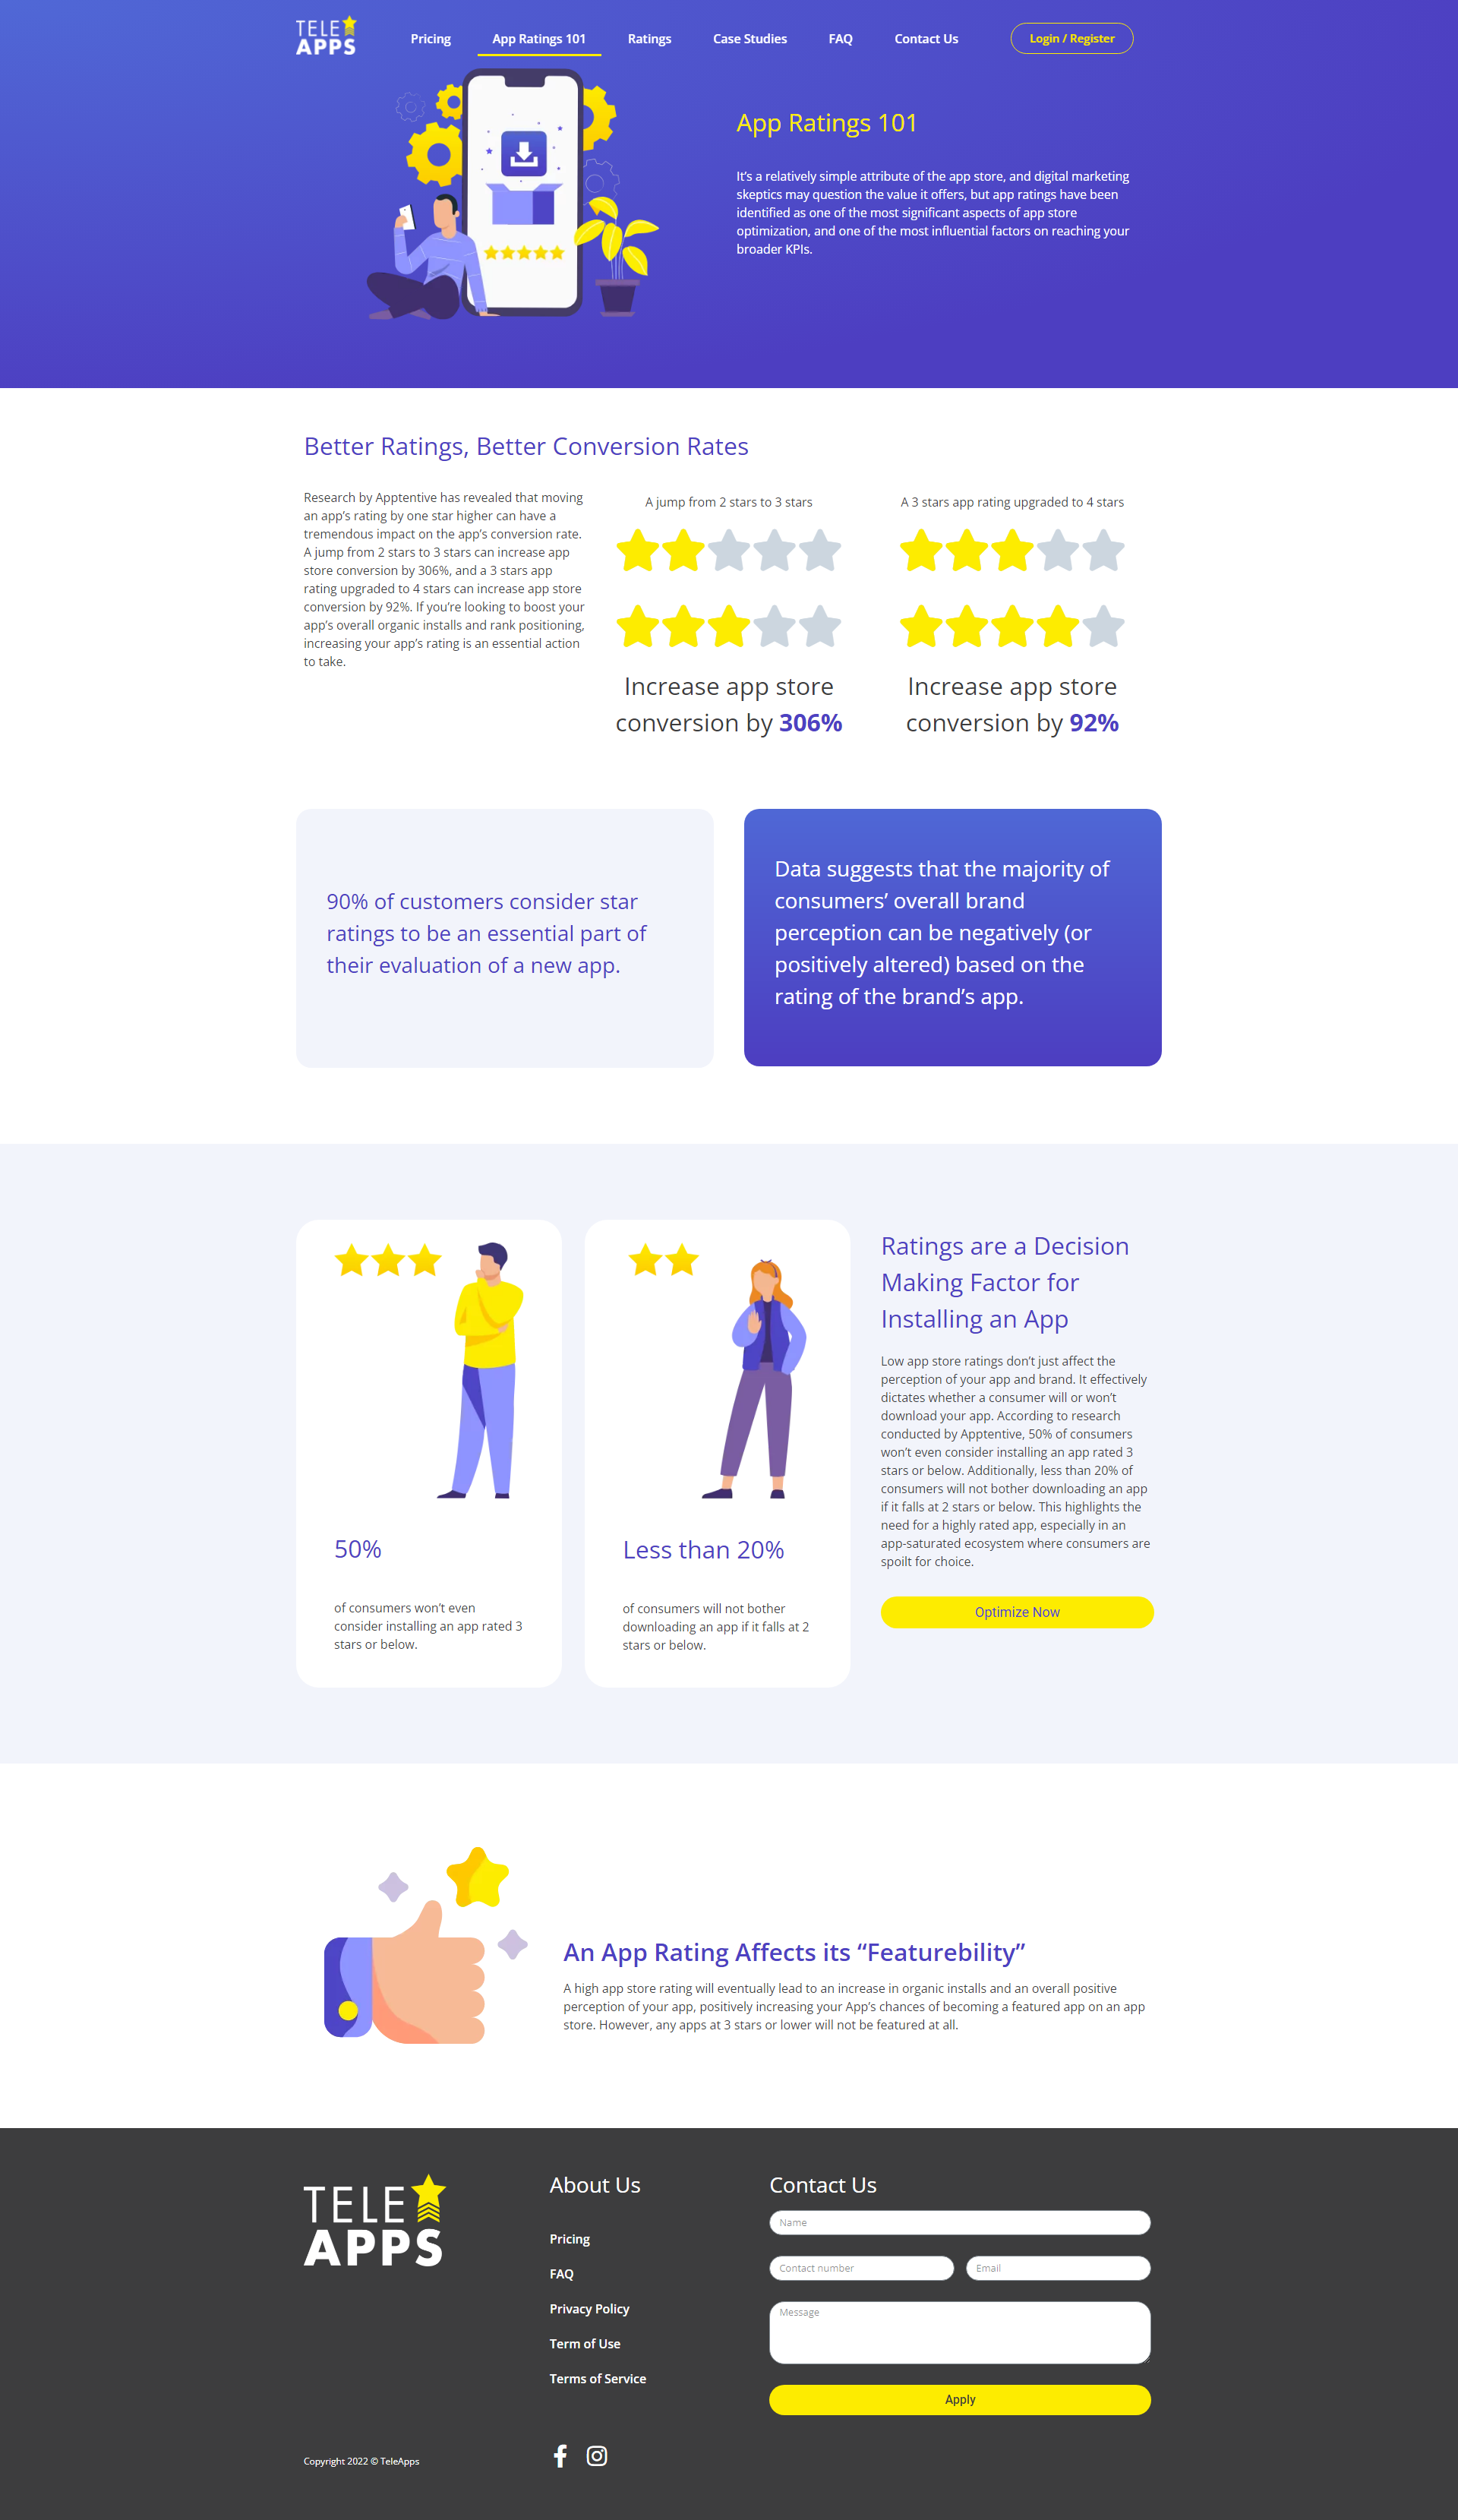 TELE
APPS
Pricing
App Ratings 101
Ratings
Case Studies
FAQ
Contact Us
Login / Register
App Ratings 101
It's a relatively simple attribute of the app store, and digital marketing
skeptics may question the value it offers, but app ratings have been
identified as one of the most significant aspects of app store
optimization, and one of the most influential factors on reaching your
broader KPIs.
Better Ratings, Better Conversion Rates
Research by Apptentive has revealed that moving
an app's rating by one star higher can have a
tremendous impact on the app's conversion rate.
A jump from 2 stars to 3 stars can increase app
store conversion by 306%, and a 3 stars app
rating upgraded to 4 stars can increase app store
conversion by 92%. If you're looking to boost your
app's overall organic installs and rank positioning,
increasing your app's rating is an essential action
to take.
A jump from 2 stars to 3 stars
Increase app store
conversion by 306%
A 3 stars app rating upgraded to 4 stars
Increase app store
conversion by 92%
90% of customers consider star
ratings to be an essential part of
their evaluation of a new app.
Data suggests that the majority of
consumers' overall brand
perception can be negatively (or
positively altered) based on the
rating of the brand's app.
50%
of consumers won't even
consider installing an app rated 3
stars or below.
Less than 20%
of consumers will not bother
downloading an app if it falls at 2
stars or below.
Ratings are a Decision
Making Factor for
Installing an App
Low app store ratings don't just affect the
perception of your app and brand. It effectively
dictates whether a consumer will or won't
download your app. According to research
conducted by Apptentive, 50% of consumers
won't even consider installing an app rated 3
stars or below. Additionally, less than 20% of
consumers will not bother downloading an app
if it falls at 2 stars or below. This highlights the
need for a highly rated app, especially in an
app-saturated ecosystem where consumers are
spoilt for choice.
Optimize Now
An App Rating Affects its “Featurebility”
A high app store rating will eventually lead to an increase in organic installs and an overall positive
perception of your app, positively increasing your App's chances of becoming a featured app on an app
store. However, any apps at 3 stars or lower will not be featured at all.
TELE
APPS
Copyright 2022 © TeleApps
About Us
Pricing
FAQ
Privacy Policy
Term of Use
Terms of Service
Contact Us
Name
Contact number
Email
Message
Apply